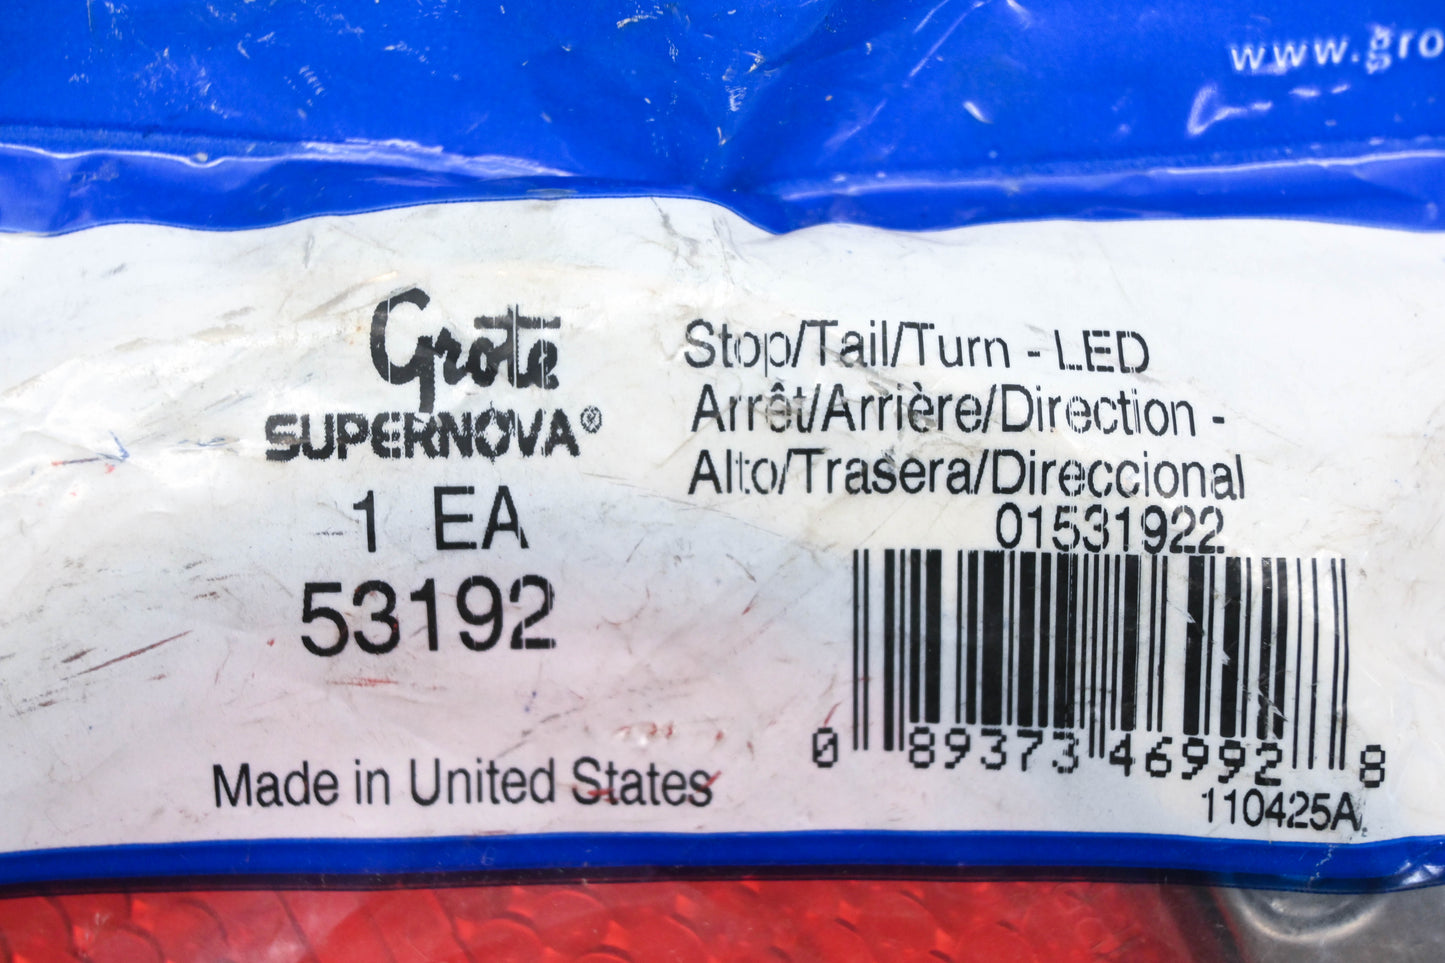 www.gro
Grote
SUPERNOVA®
1 EA
53192
Made in United States
Stop/Tail/Turn - LED
Arrêt/Arrière/Direction -
Alto/Trasera/Direccional
01531922
0 89373 46992 8
110425A